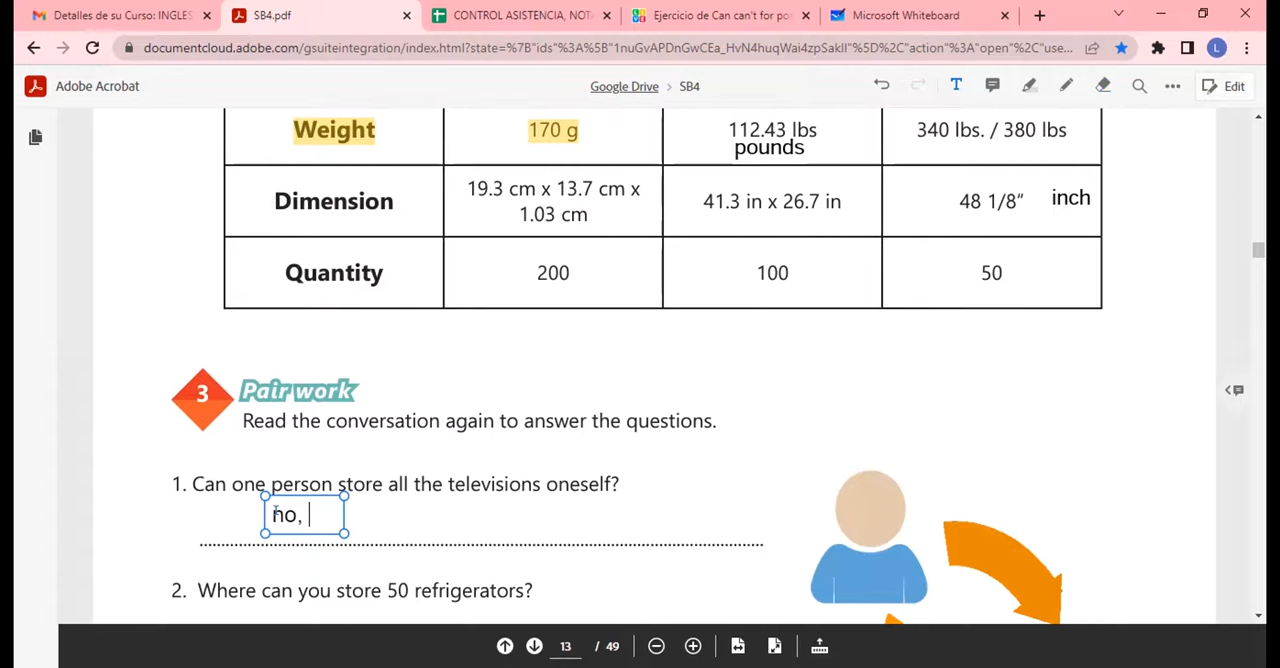 Detalles de su Curso: INGLES
SB4.pdf
CONTROL ASISTENCIA, NOT
Ejercicio de Can can't for po
Microsoft Whiteboard
documentcloud.adobe.com/gsuiteintegration/index.html?state=%7B"ids"%3A%5B"1nuGvAPDnGwCEa_HvN4huqWai4zpSakIl"%5D%2C"action"%3A"open"%2C"use...
L
Adobe Acrobat
Google Drive > SB4
T
Edit
Weight 170 g 112.43 lbs 340 lbs. / 380 lbs
pounds
Dimension 19.3 cm x 13.7 cm x 41.3 in x 26.7 in 48 1/8" inch
1.03 cm
Quantity 200 100 50
3 Pair work
Read the conversation again to answer the questions.
1. Can one person store all the televisions oneself?
no,
2. Where can you store 50 refrigerators?
13 / 49